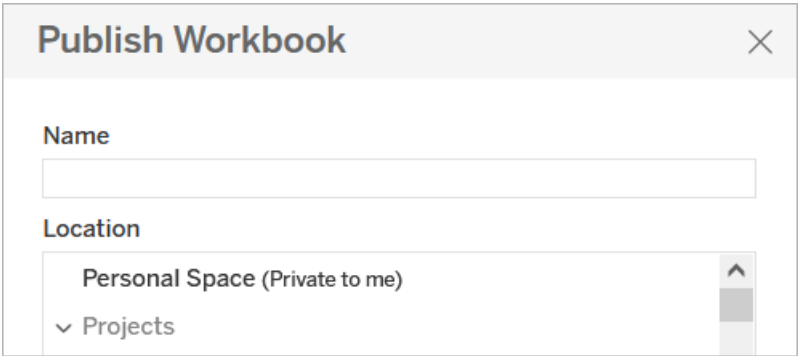 Publish Workbook
Name
Location
Personal Space (Private to me)
Projects